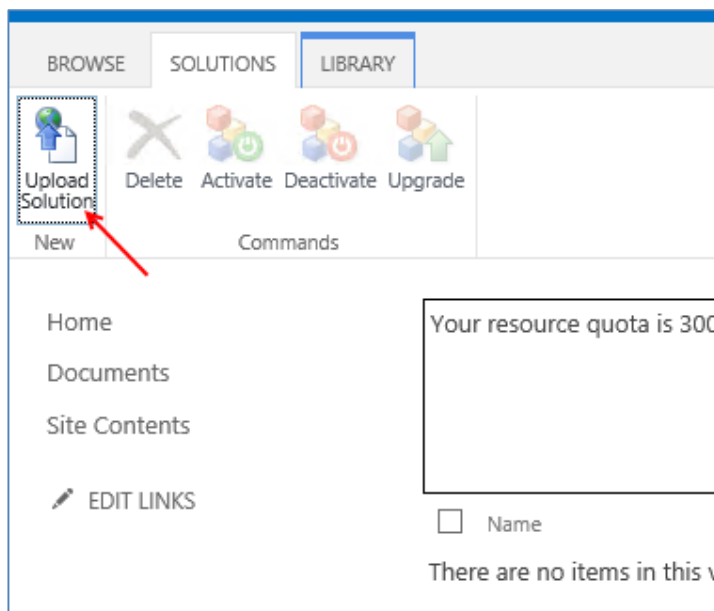 BROWSE SOLUTIONS LIBRARY
Upload Solution
Delete Activate Deactivate Upgrade
New Commands
Home
Documents
Site Contents
EDIT LINKS
Your resource quota is 300
Name
There are no items in this